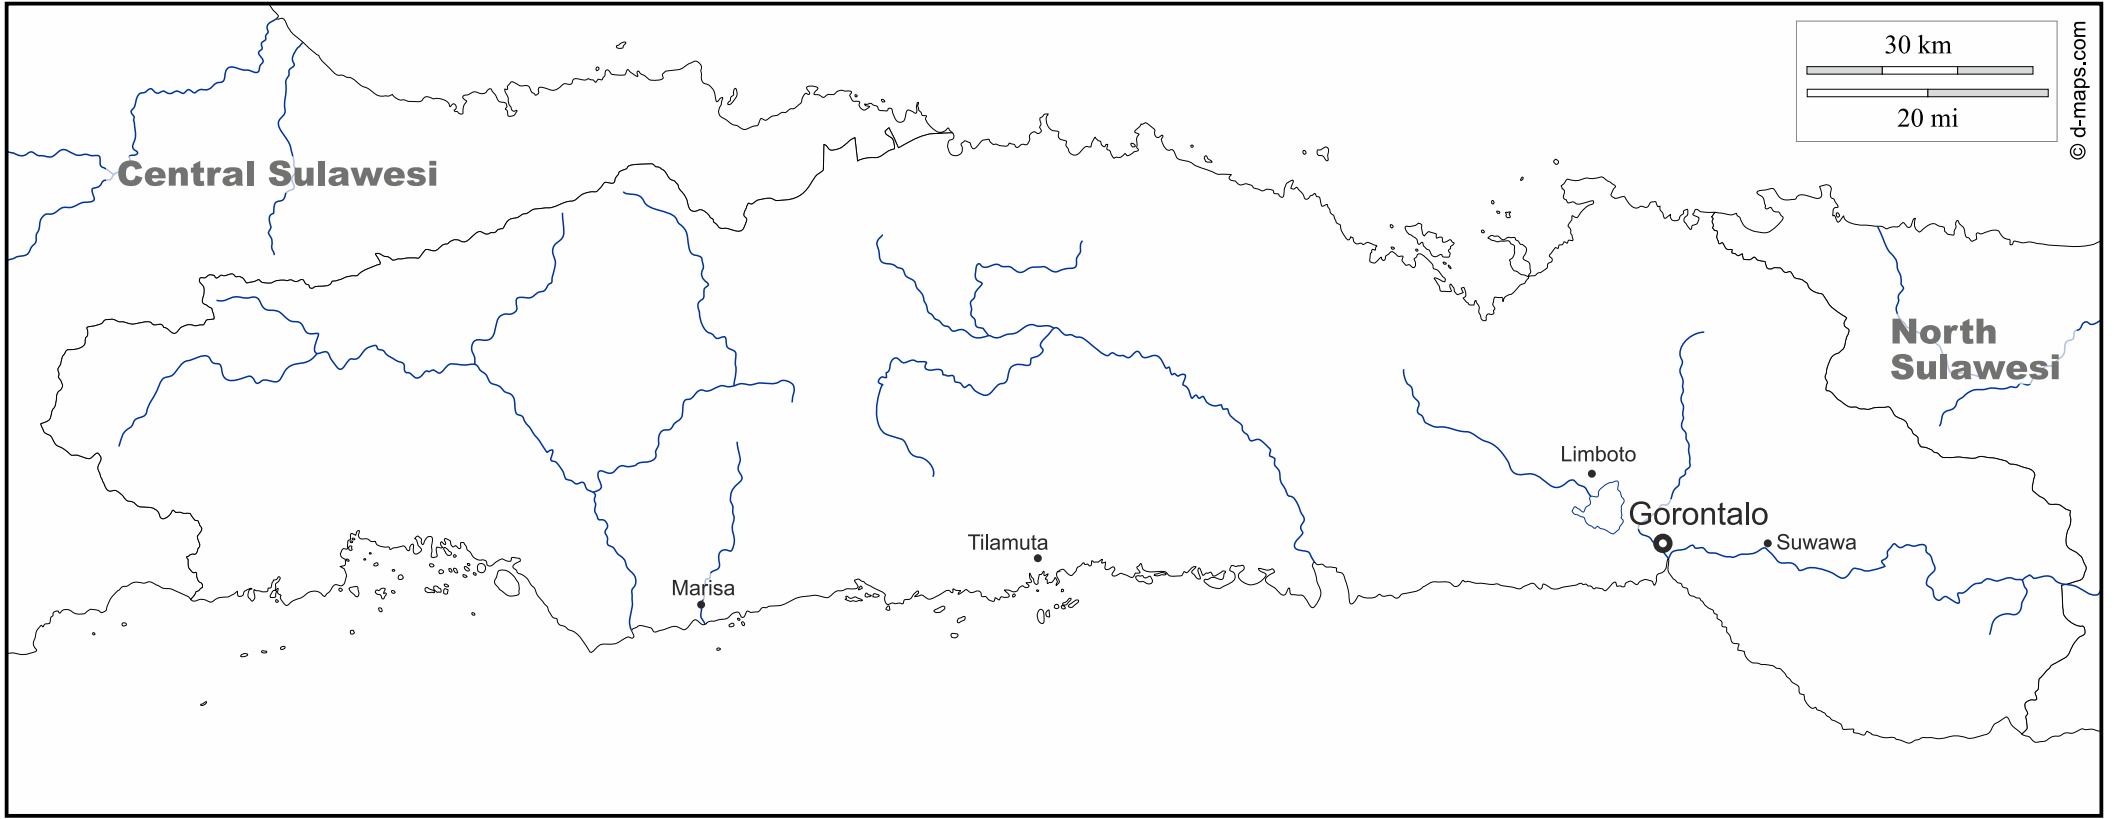 30 km
20 mi
© d-maps.com
Central Sulawesi
North
Sulawesi
Limboto
Gorontalo
Suwawa
Tilamuta
Marisa